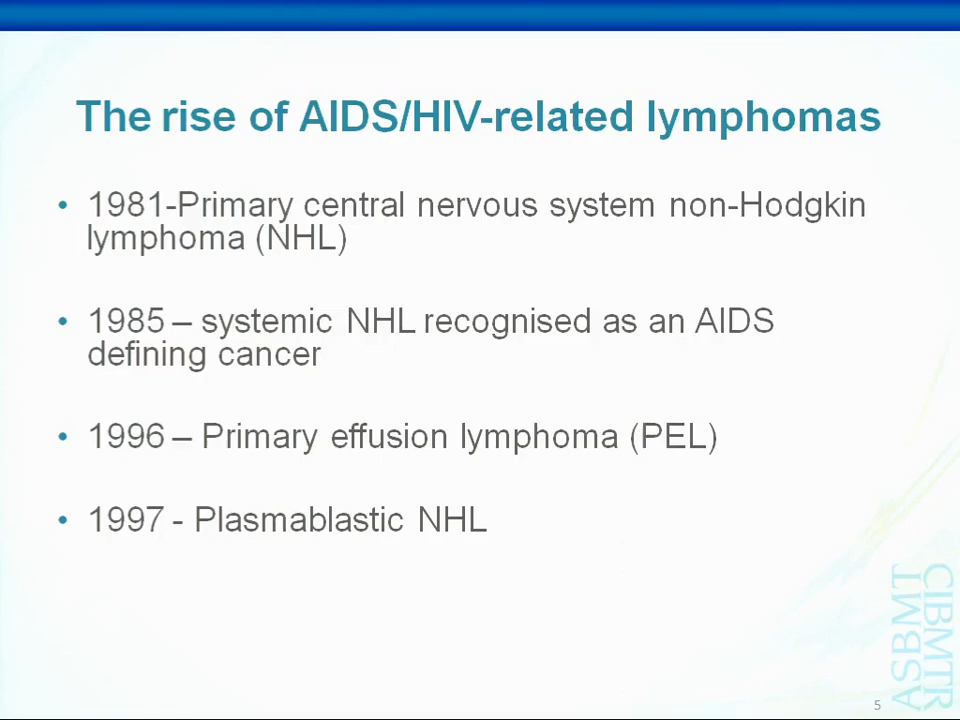 The rise of AIDS/HIV-related lymphomas
• 1981-Primary central nervous system non-Hodgkin
lymphoma (NHL)
• 1985 – systemic NHL recognised as an AIDS
defining cancer
• 1996 – Primary effusion lymphoma (PEL)
• 1997 - Plasmablastic NHL
ASBMT
CIBMTR
5